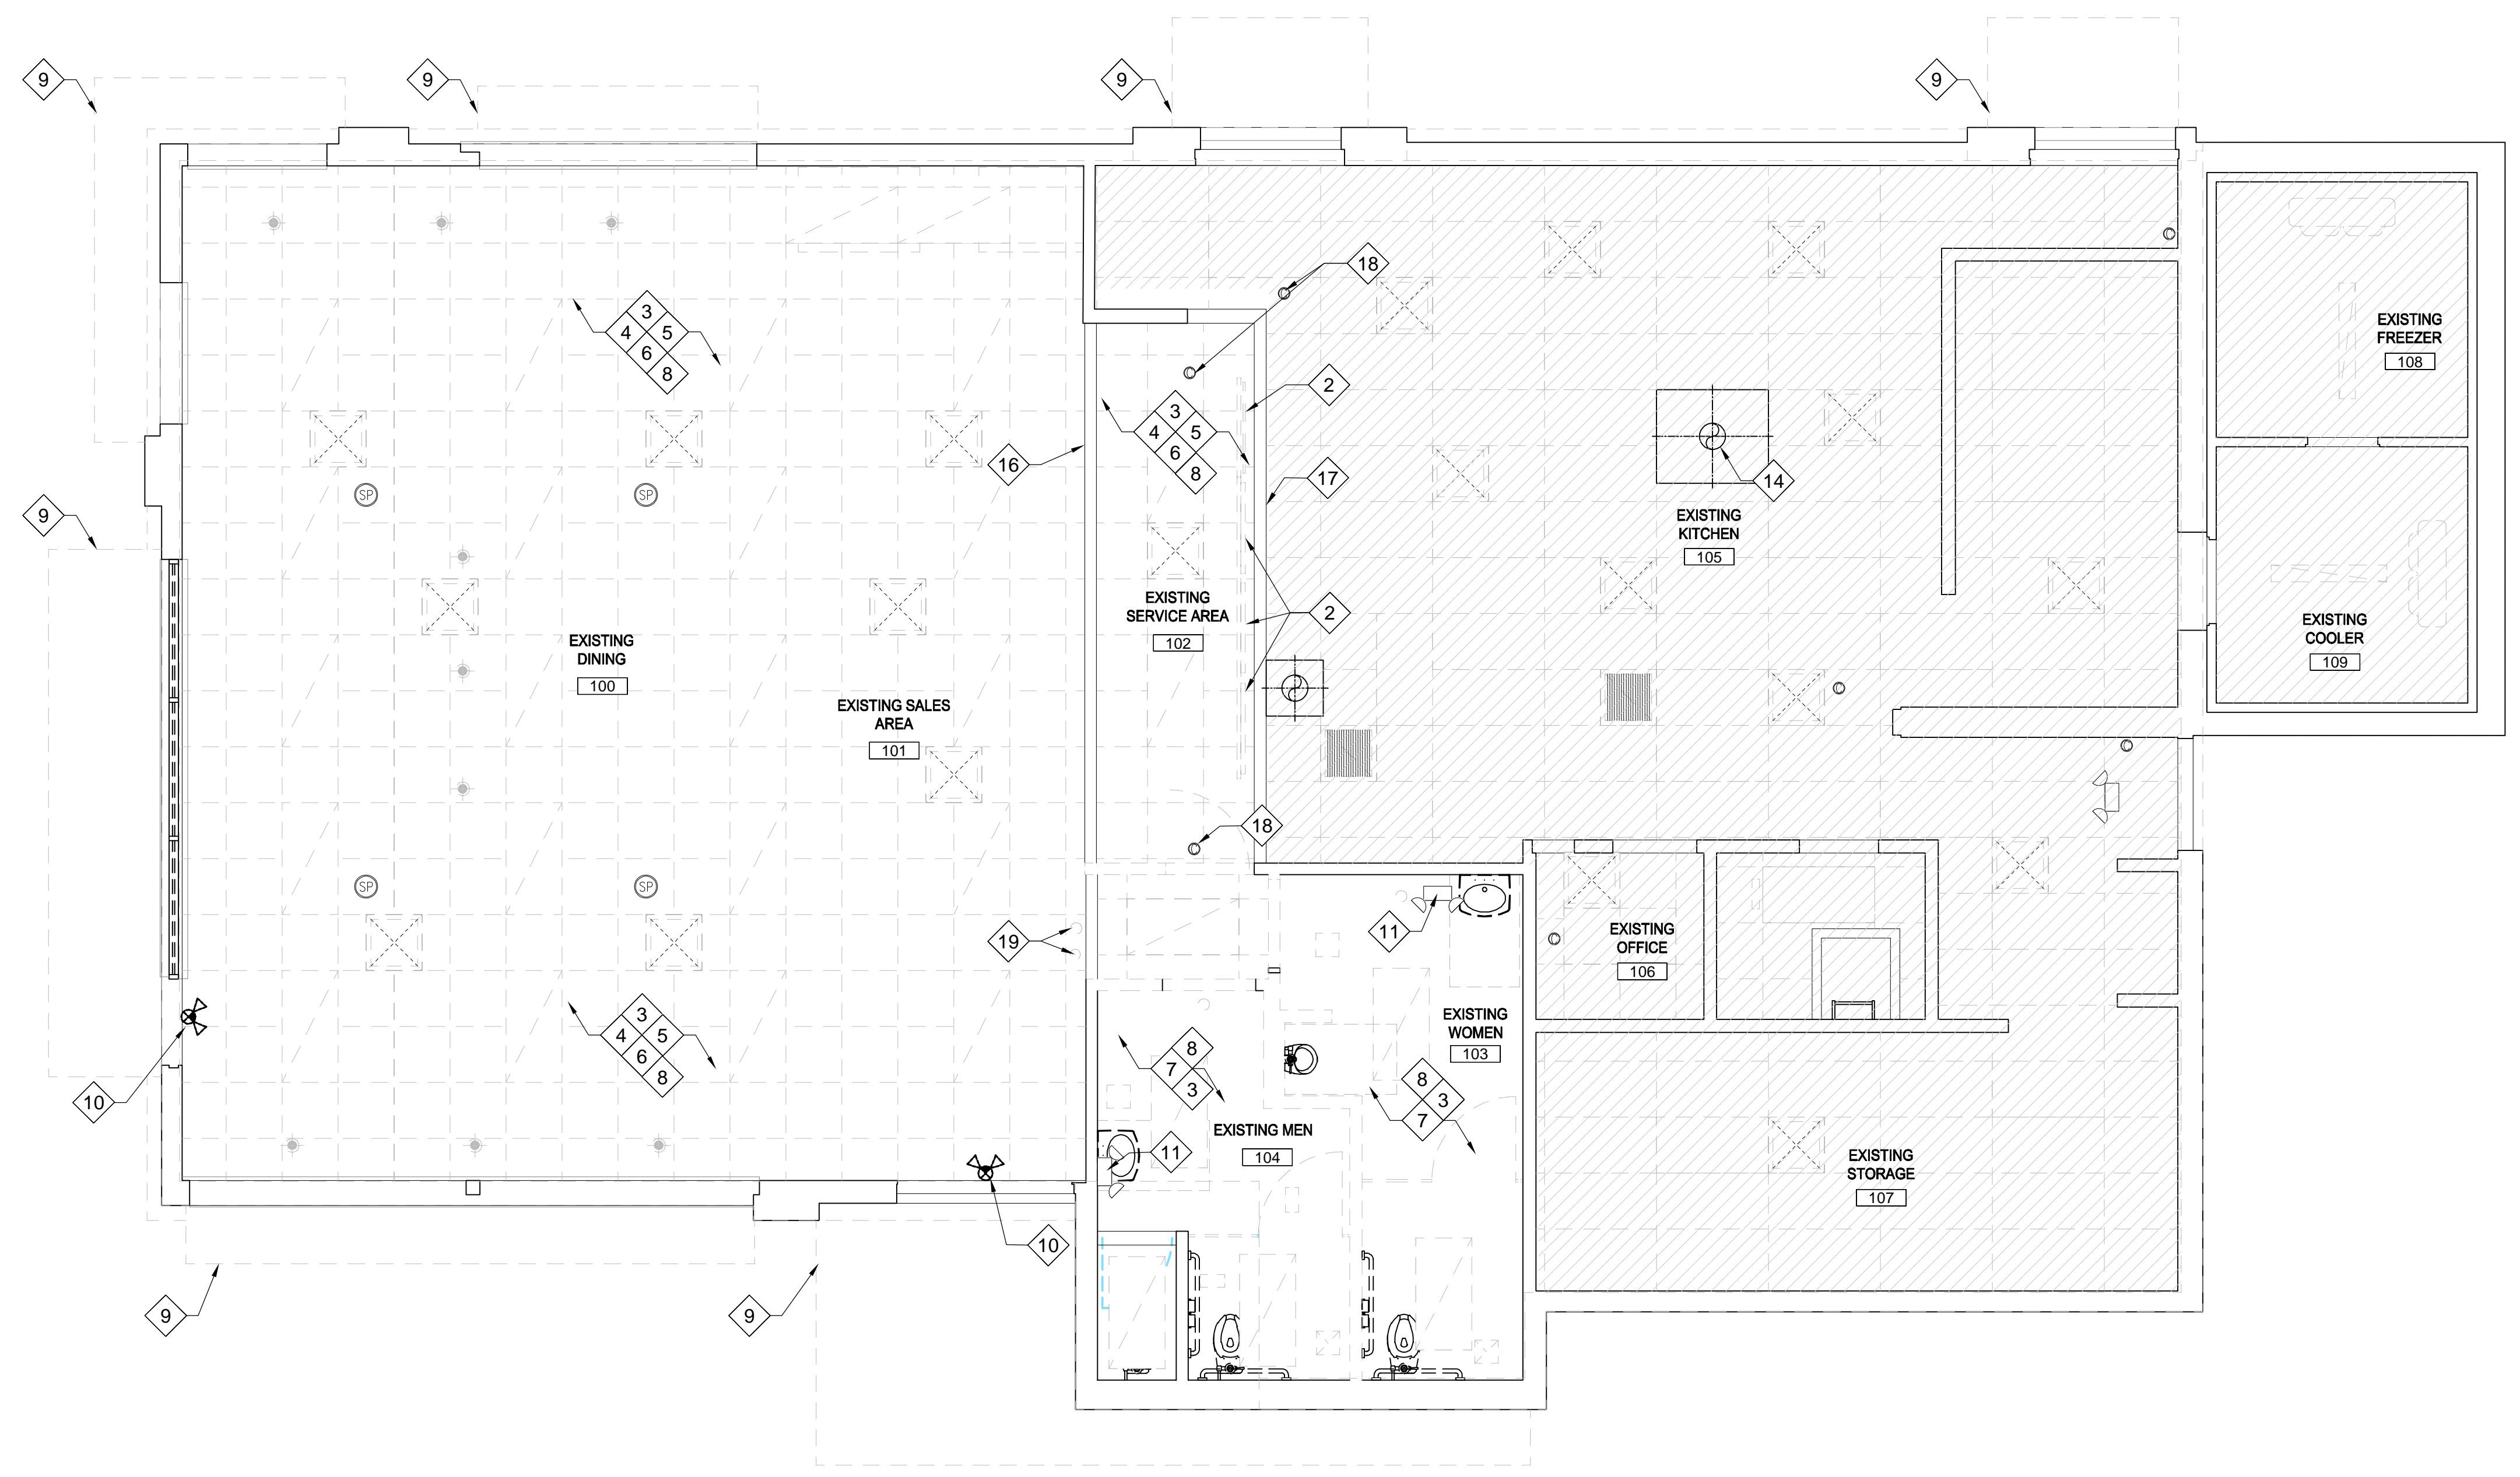 9
9
9
9
18
3
4 5
6
8
EXISTING
FREEZER
108
2
3
4 5
6
8
16
17
14
SP
SP
9
EXISTING
KITCHEN
105
EXISTING
SERVICE AREA
102
2
EXISTING
DINING
100
EXISTING
COOLER
109
EXISTING SALES
AREA
101
18
SP
SP
11
19
EXISTING
OFFICE
106
3
4 5
6
8
EXISTING
WOMEN
103
8
7
3
8
3
7
10
EXISTING MEN
104
11
EXISTING
STORAGE
107
10
9
9